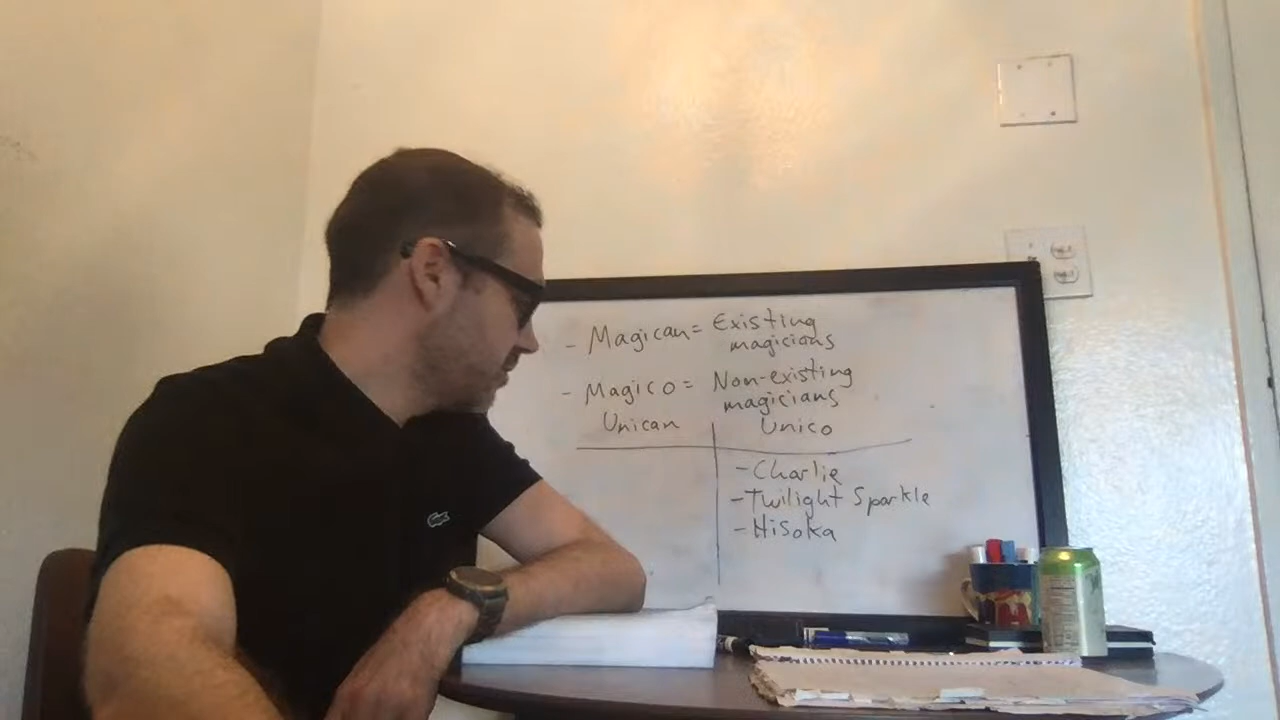 - Magican = Existing
magicians
- Magico = Non-existing
magicians
Unican Unico
- Charlie
- Twilight Sparkle
- Hisoka